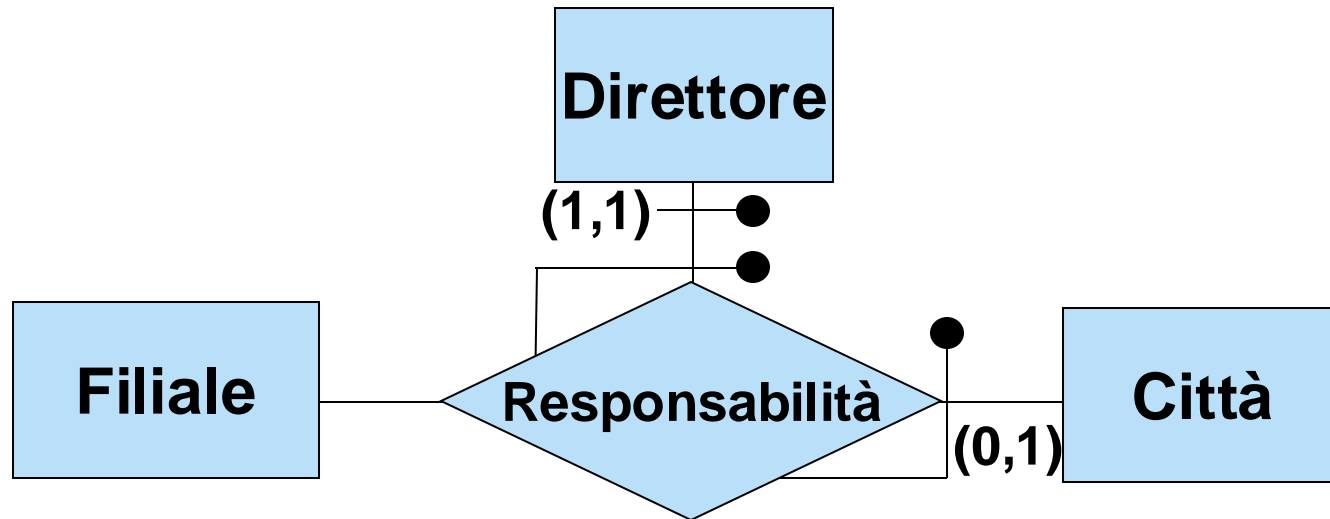 Direttore
(1,1)
Filiale
Responsabilità
Città
(0,1)